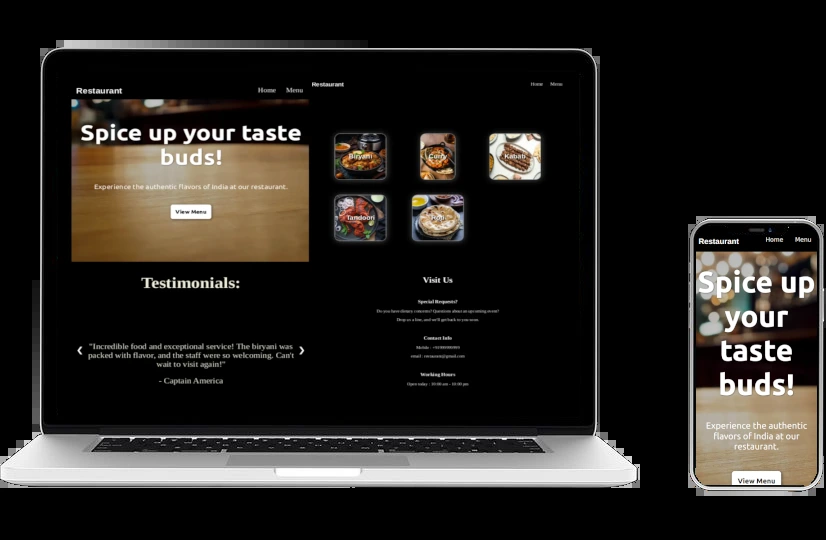 Restaurant
Home Menu
Spice up your taste
buds!
Experience the authentic flavors of India at our restaurant.
View Menu
Testimonials:
"Incredible food and exceptional service! The biryani was
packed with flavor, and the staff were so welcoming. Can't
wait to visit again!"
- Captain America
Restaurant
Home Menu
Biryani
Curry
Kabab
Tandoori
Visit Us
Special Requests?
Do you have dietary concerns? Questions about an upcoming event?
Drop us a line, and we'll get back to you soon.
Contact Info
email : restaurant@gmail.com
Working Hours
Open today : 10:00 am - 10:00 pm
Restaurant
Home Menu
Spice up
your
taste
buds!
Experience the authentic
flavors of India at our
restaurant.
View Menu